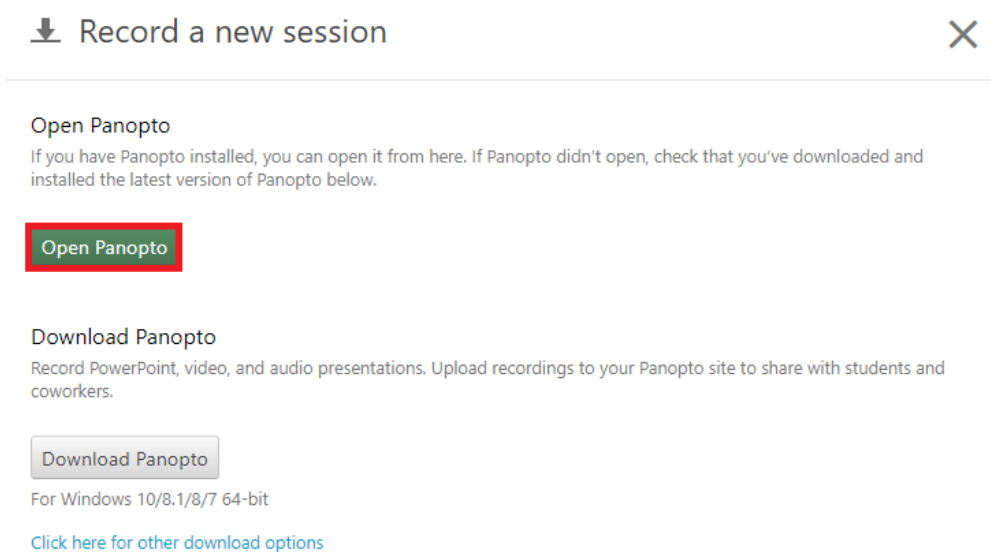 Record a new session
Open Panopto
If you have Panopto installed, you can open it from here. If Panopto didn't open, check that you've downloaded and
installed the latest version of Panopto below.
Open Panopto
Download Panopto
Record PowerPoint, video, and audio presentations. Upload recordings to your Panopto site to share with students and
coworkers.
Download Panopto
For Windows 10/8.1/8/7 64-bit
Click here for other download options